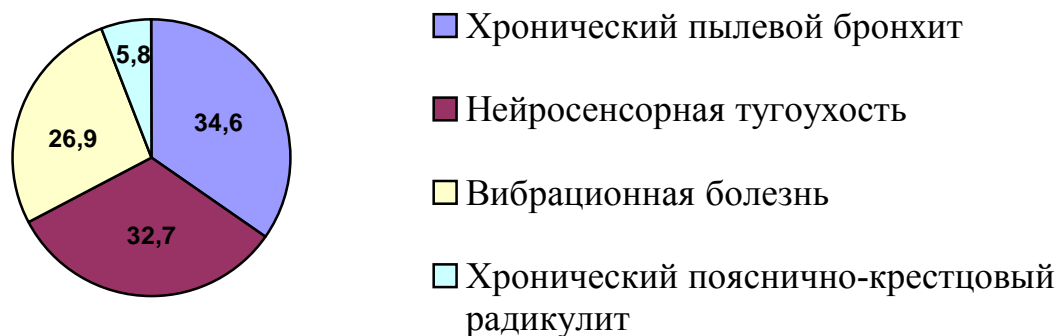 5,8
34,6
26,9
32,7
Хронический пылевой бронхит
Нейросенсорная тугоухость
Вибрационная болезнь
Хронический пояснично-крестцовый
радикулит